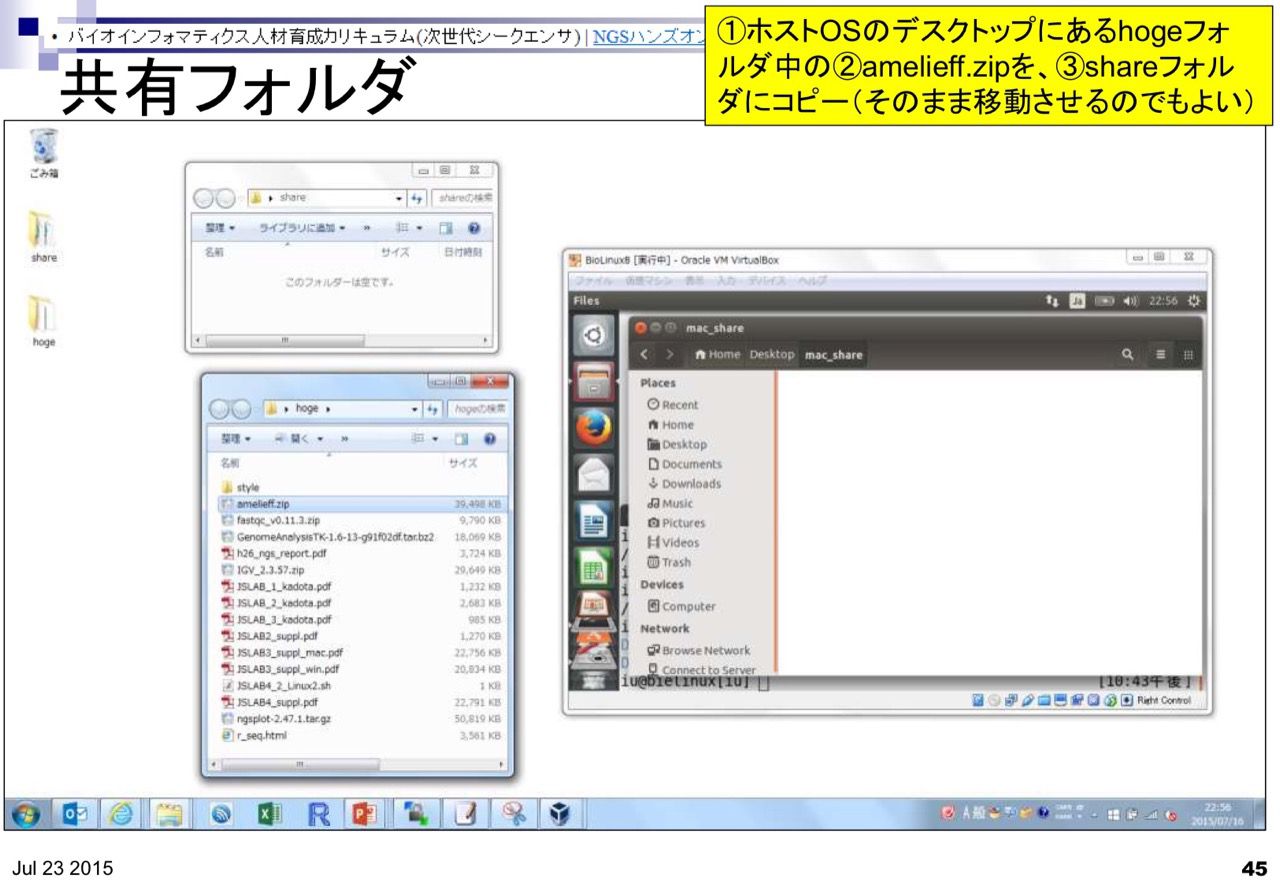 ・ バイオインフォマティクス人材育成カリキュラム(次世代シークエンサ) | NGSハンズオン
①ホストOSのデスクトップにあるhogeフォ
ルダ中の②amelieff.zipを、③shareフォル
ダにコピー(そのまま移動させるのでもよい)
共有フォルダ
ごみ箱
share
hoge
share
shareの検索
整理
ライブラリに追加
»
名前
サイズ
日付時刻
このフォルダーは空です。
hoge
hogeの検索
整理
開く
»
名前
サイズ
style
amelieff.zip 39,498 KB
fastqc_v0.11.3.zip 9,790 KB
GenomeAnalysisTK-1.6-13-g91f02df.tar.bz2 18,069 KB
h26_ngs_report.pdf 3,724 KB
IGV_2.3.57.zip 29,649 KB
JSLAB_1_kadota.pdf 1,232 KB
JSLAB_2_kadota.pdf 2,683 KB
JSLAB_3_kadota.pdf 985 KB
JSLAB2_suppl.pdf 1,270 KB
JSLAB3_suppl_mac.pdf 22,756 KB
JSLAB3_suppl_win.pdf 20,834 KB
JSLAB4_2_Linux2.sh 1 KB
JSLAB4_suppl.pdf 22,791 KB
ngsplot-2.47.1.tar.gz 50,819 KB
r_seq.html 3,561 KB
BioLinux8 [実行中] - Oracle VM VirtualBox
ファイル 仮想マシン 表示 入力 デバイス ヘルプ
Files
Ja
22:56
mac_share
Home Desktop mac_share
Places
Recent
Home
Desktop
Documents
Downloads
Music
Pictures
Videos
Trash
Devices
Computer
Network
Browse Network
Connect to Server
iu@bielinux[iu]
[10:43午後]
Right Control
22:56
2015/07/16
Jul 23 2015
45